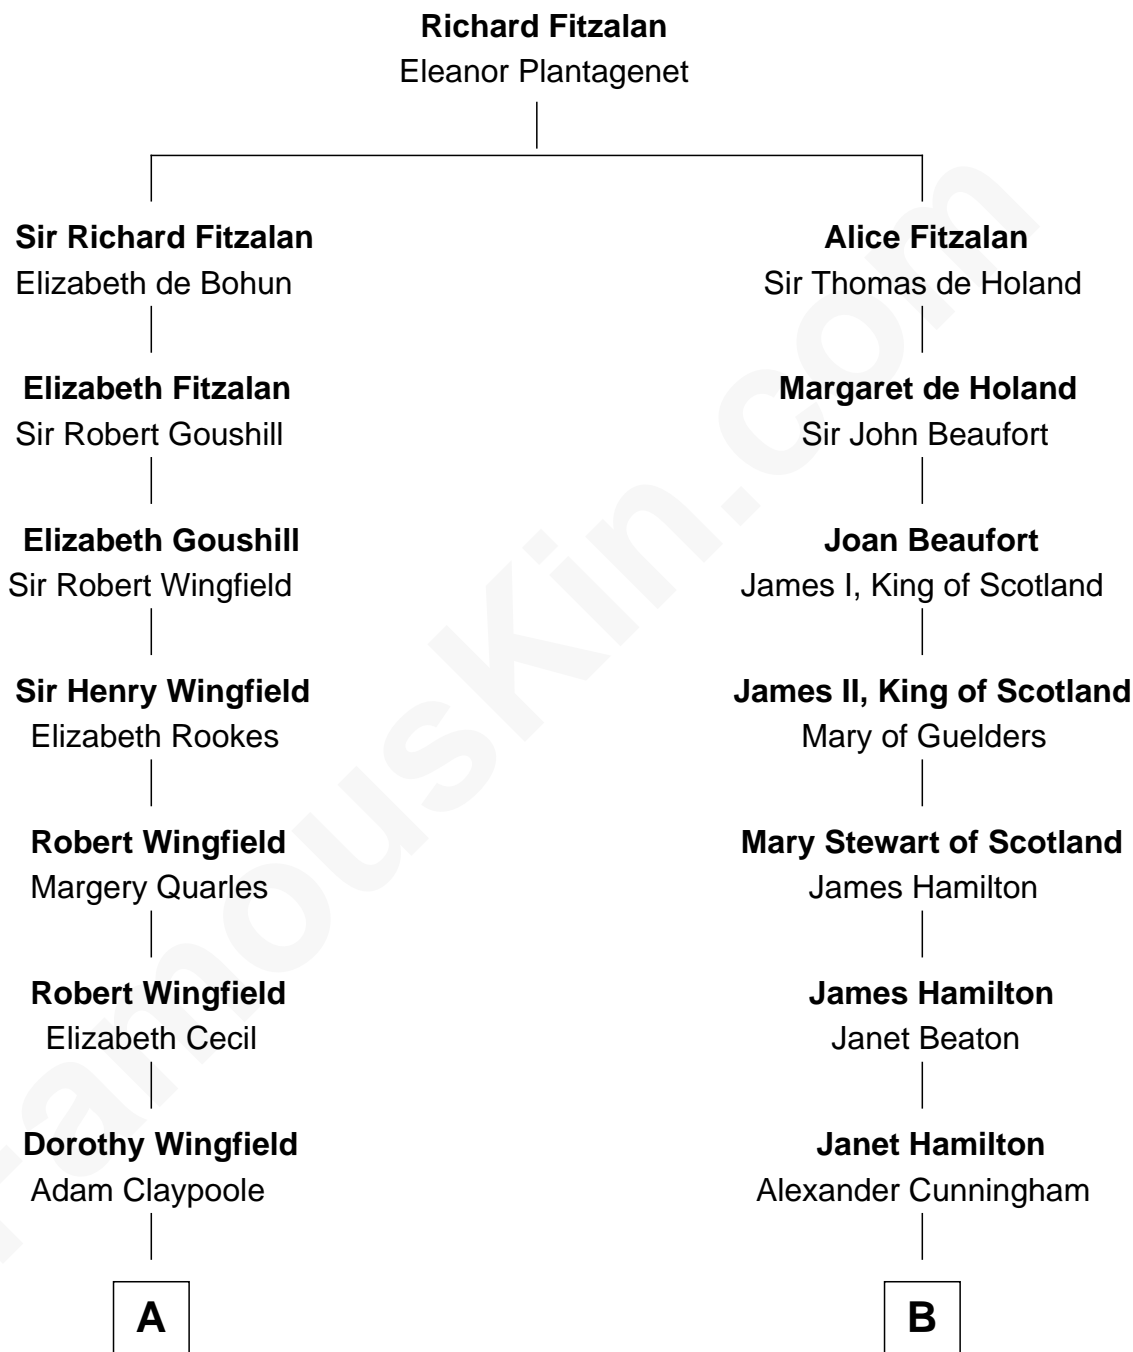 Richard Fitzalan
Eleanor Plantagenet
Sir Richard Fitzalan
Elizabeth de Bohun
Elizabeth Fitzalan
Sir Robert Goushill
Elizabeth Goushill
Sir Robert Wingfield
Sir Henry Wingfield
Elizabeth Rookes
Robert Wingfield
Margery Quarles
Robert Wingfield
Elizabeth Cecil
Dorothy Wingfield
Adam Claypoole
A
Alice Fitzalan
Sir Thomas de Holand
Margaret de Holand
Sir John Beaufort
Joan Beaufort
James I, King of Scotland
James II, King of Scotland
Mary of Guelders
Mary Stewart of Scotland
James Hamilton
James Hamilton
Janet Beaton
Janet Hamilton
Alexander Cunningham
B
FamousKin.com